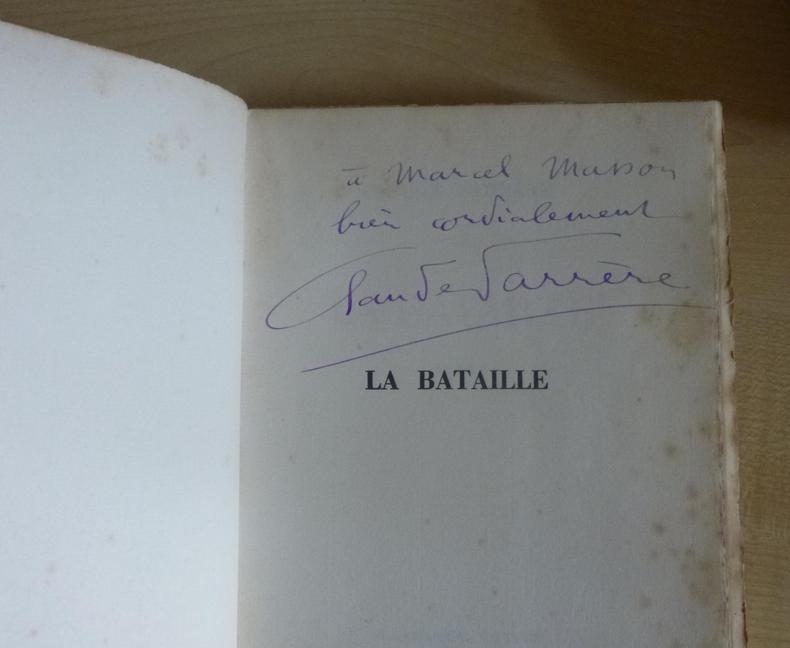 à Marcel Masson
bien cordialement
Claude Farrère
LA BATAILLE